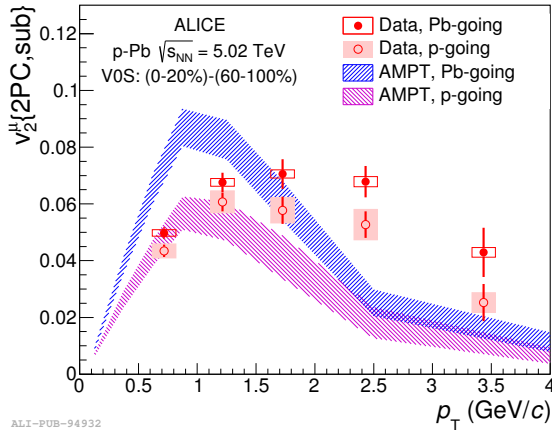 ALICE
p-Pb √sNN = 5.02 TeV
V0S: (0-20%)-(60-100%)
Data, Pb-going
Data, p-going
AMPT, Pb-going
AMPT, p-going
v2μ{2PC,sub}
0.12
0.1
0.08
0.06
0.04
0.02
0
0 0.5 1 1.5 2 2.5 3 3.5 4
pT (GeV/c)
ALI-PUB-94932